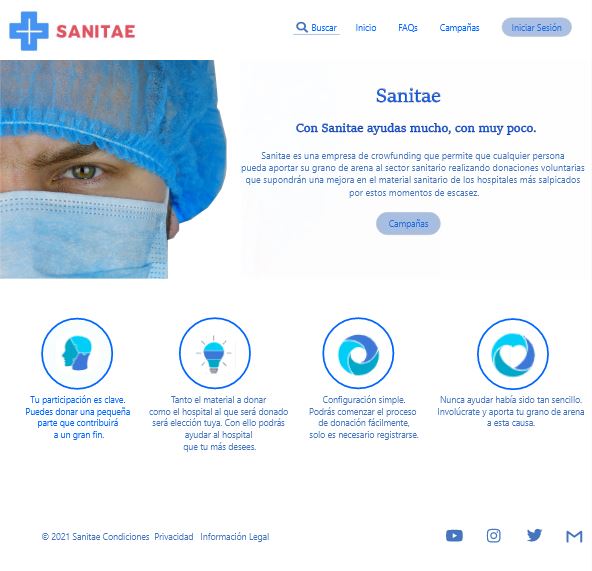 SANITAE
Buscar Inicio FAQs Campañas Iniciar Sesión
Sanitae
Con Sanitae ayudas mucho, con muy poco.
Sanitae es una empresa de crowfunding que permite que cualquier persona
pueda aportar su grano de arena al sector sanitario realizando donaciones voluntarias
que supondrán una mejora en el material sanitario de los hospitales más salpicados
por estos momentos de escasez.
Campañas
Tu participación es clave.
Puedes donar una pequeña
parte que contribuirá
a un gran fin.
Tanto el material a donar
como el hospital al que será donado
será elección tuya. Con ello podrás
ayudar al hospital
que tu más desees.
Configuración simple.
Podrás comenzar el proceso
de donación fácilmente,
solo es necesario registrarse.
Nunca ayudar había sido tan sencillo.
Involúcrate y aporta tu grano de arena
a esta causa.
© 2021 Sanitae Condiciones Privacidad Información Legal